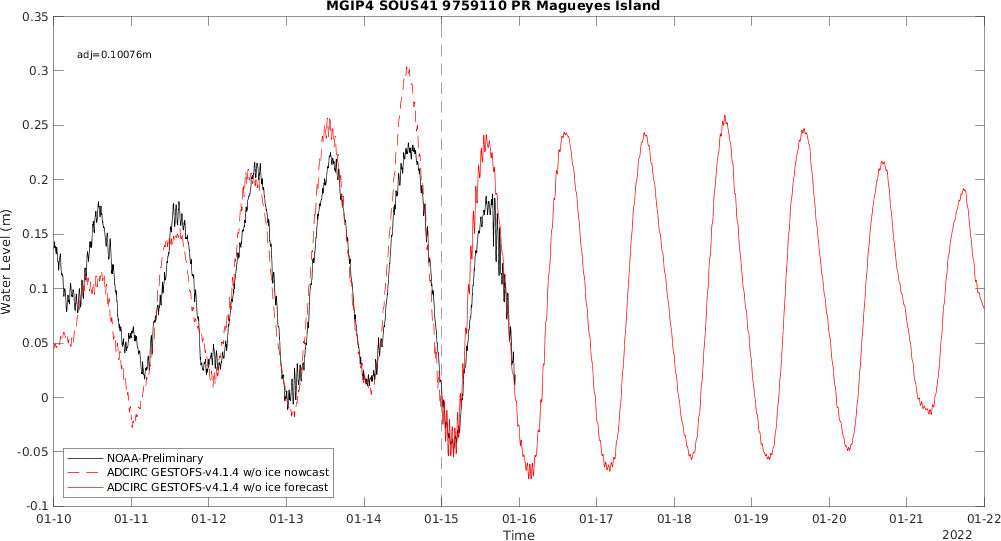 MGIP4 SOUS41 9759110 PR Magueyes Island
0.35
adj=0.10076m
0.3
0.25
0.2
0.15
0.1
0.05
0
-0.05
-0.1
Water Level (m)
NOAA-Preliminary
ADCIRC GESTOFS-v4.1.4 w/o ice nowcast
ADCIRC GESTOFS-v4.1.4 w/o ice forecast
01-10 01-11 01-12 01-13 01-14 01-15 01-16 01-17 01-18 01-19 01-20 01-21 01-22
Time
2022